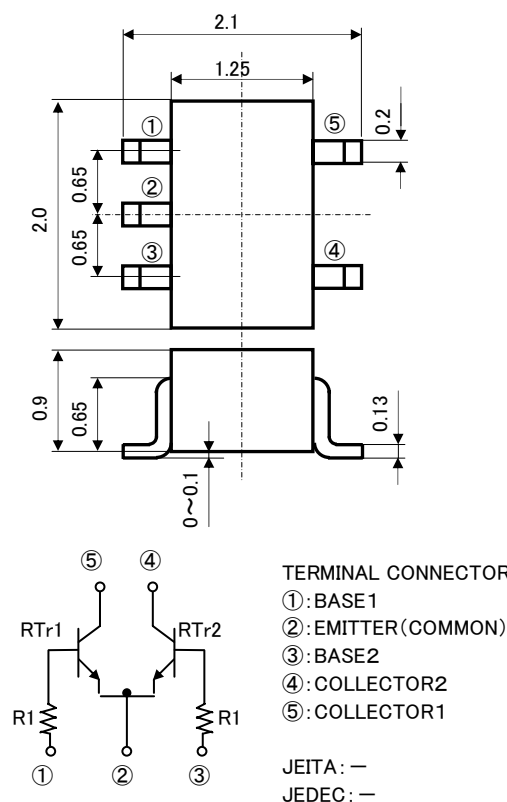 2.1
1.25
①
⑤
0.2
0.65
②
2.0
0.65
③
④
0.9
0.65
0.13
0～0.1
⑤
④
RTr1
RTr2
R1
R1
①
②
③
TERMINAL CONNECTOR
①:BASE1
②:EMITTER(COMMON)
③:BASE2
④:COLLECTOR2
⑤:COLLECTOR1
JEITA:－
JEDEC:－